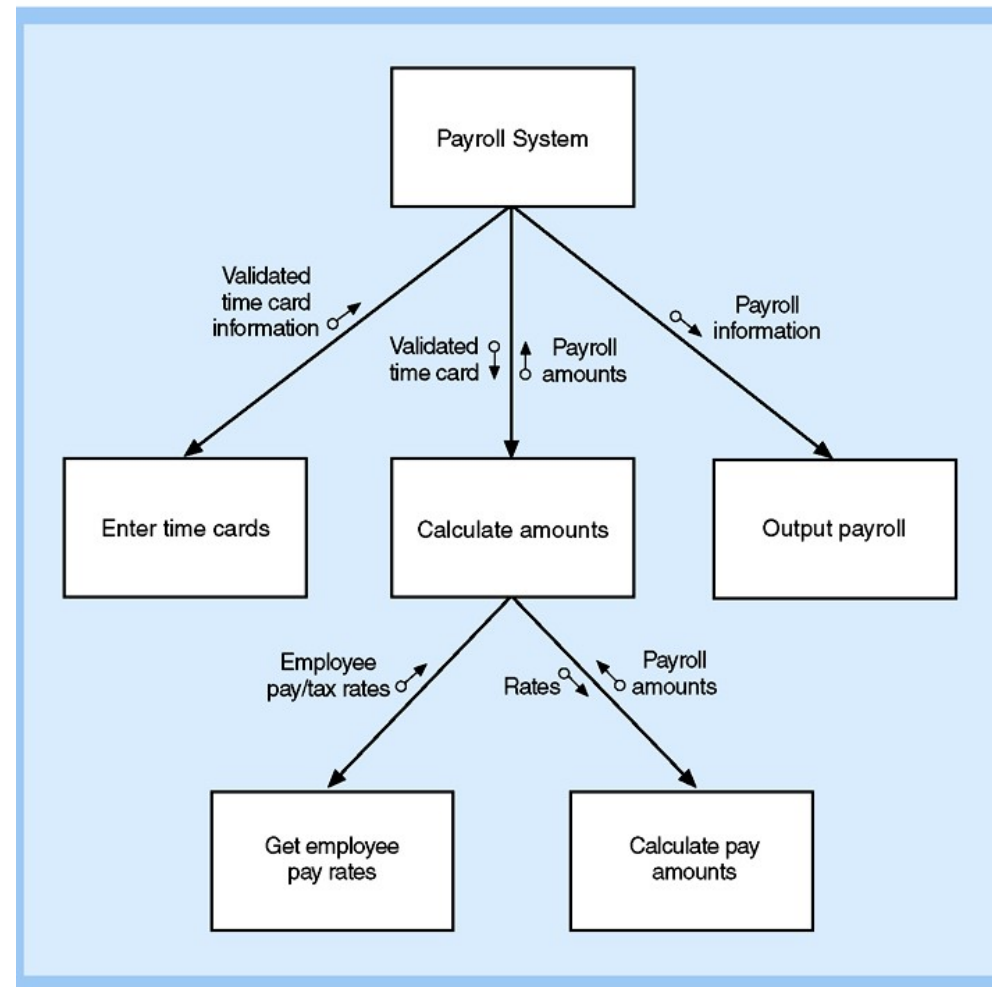 Payroll System
Validated
time card
information
Validated
time card
Payroll
amounts
Payroll
information
Enter time cards
Calculate amounts
Output payroll
Employee
pay/tax rates
Rates
Payroll
amounts
Get employee
pay rates
Calculate pay
amounts